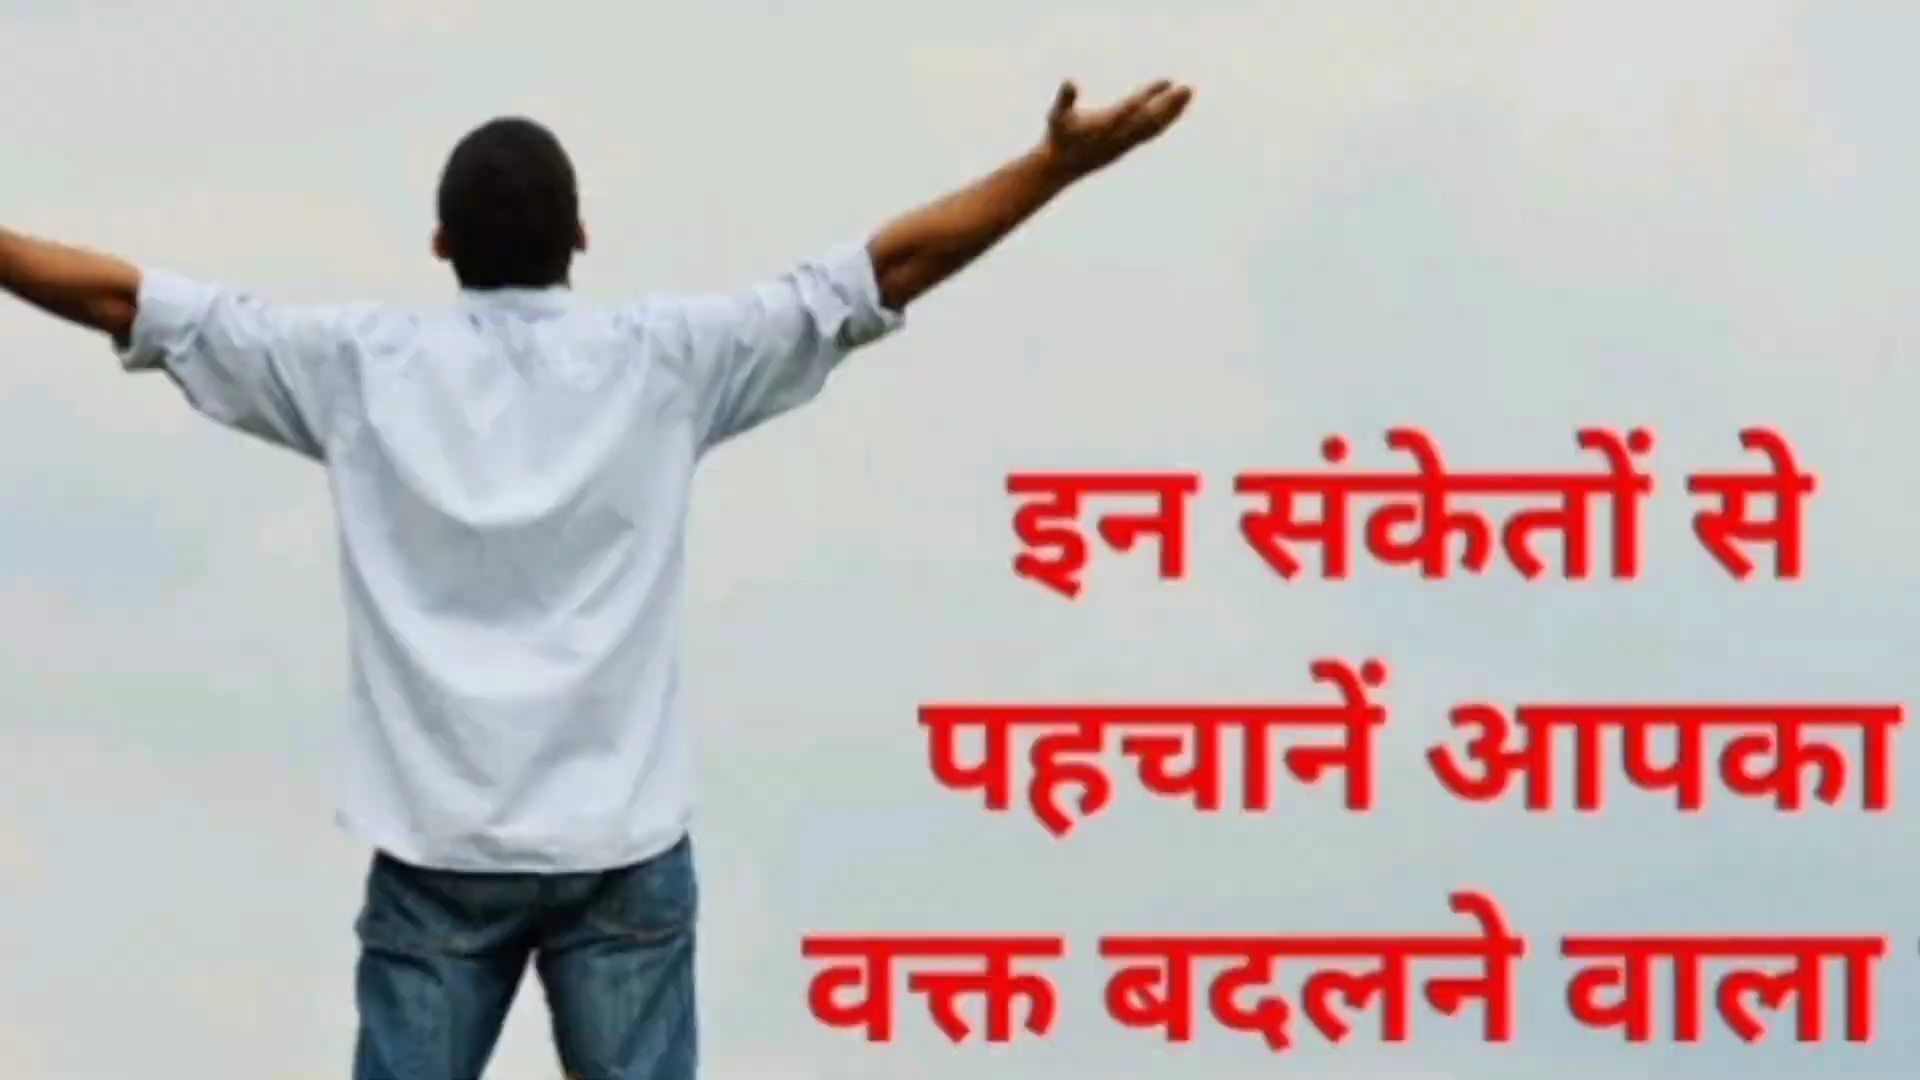 इन संकेतों से
पहचानें आपका
वक्त बदलने वाला